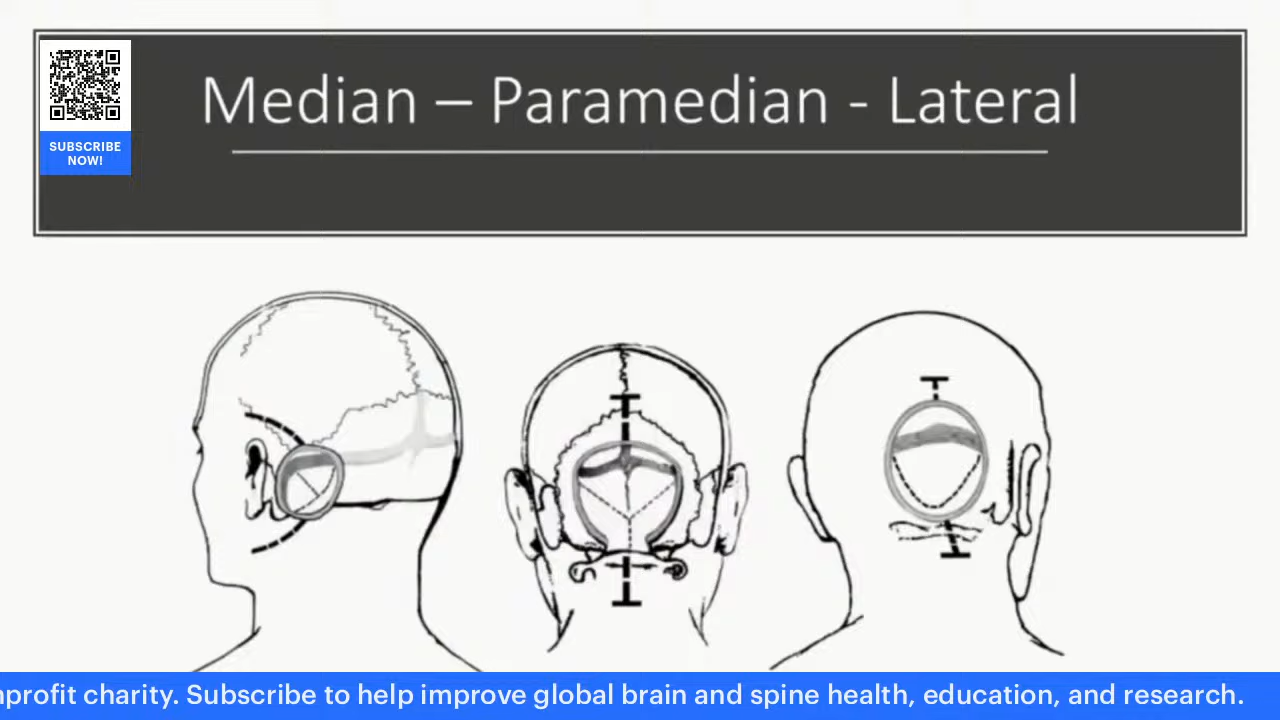 Median – Paramedian - Lateral
SUBSCRIBE
NOW!
profit charity. Subscribe to help improve global brain and spine health, education, and research.